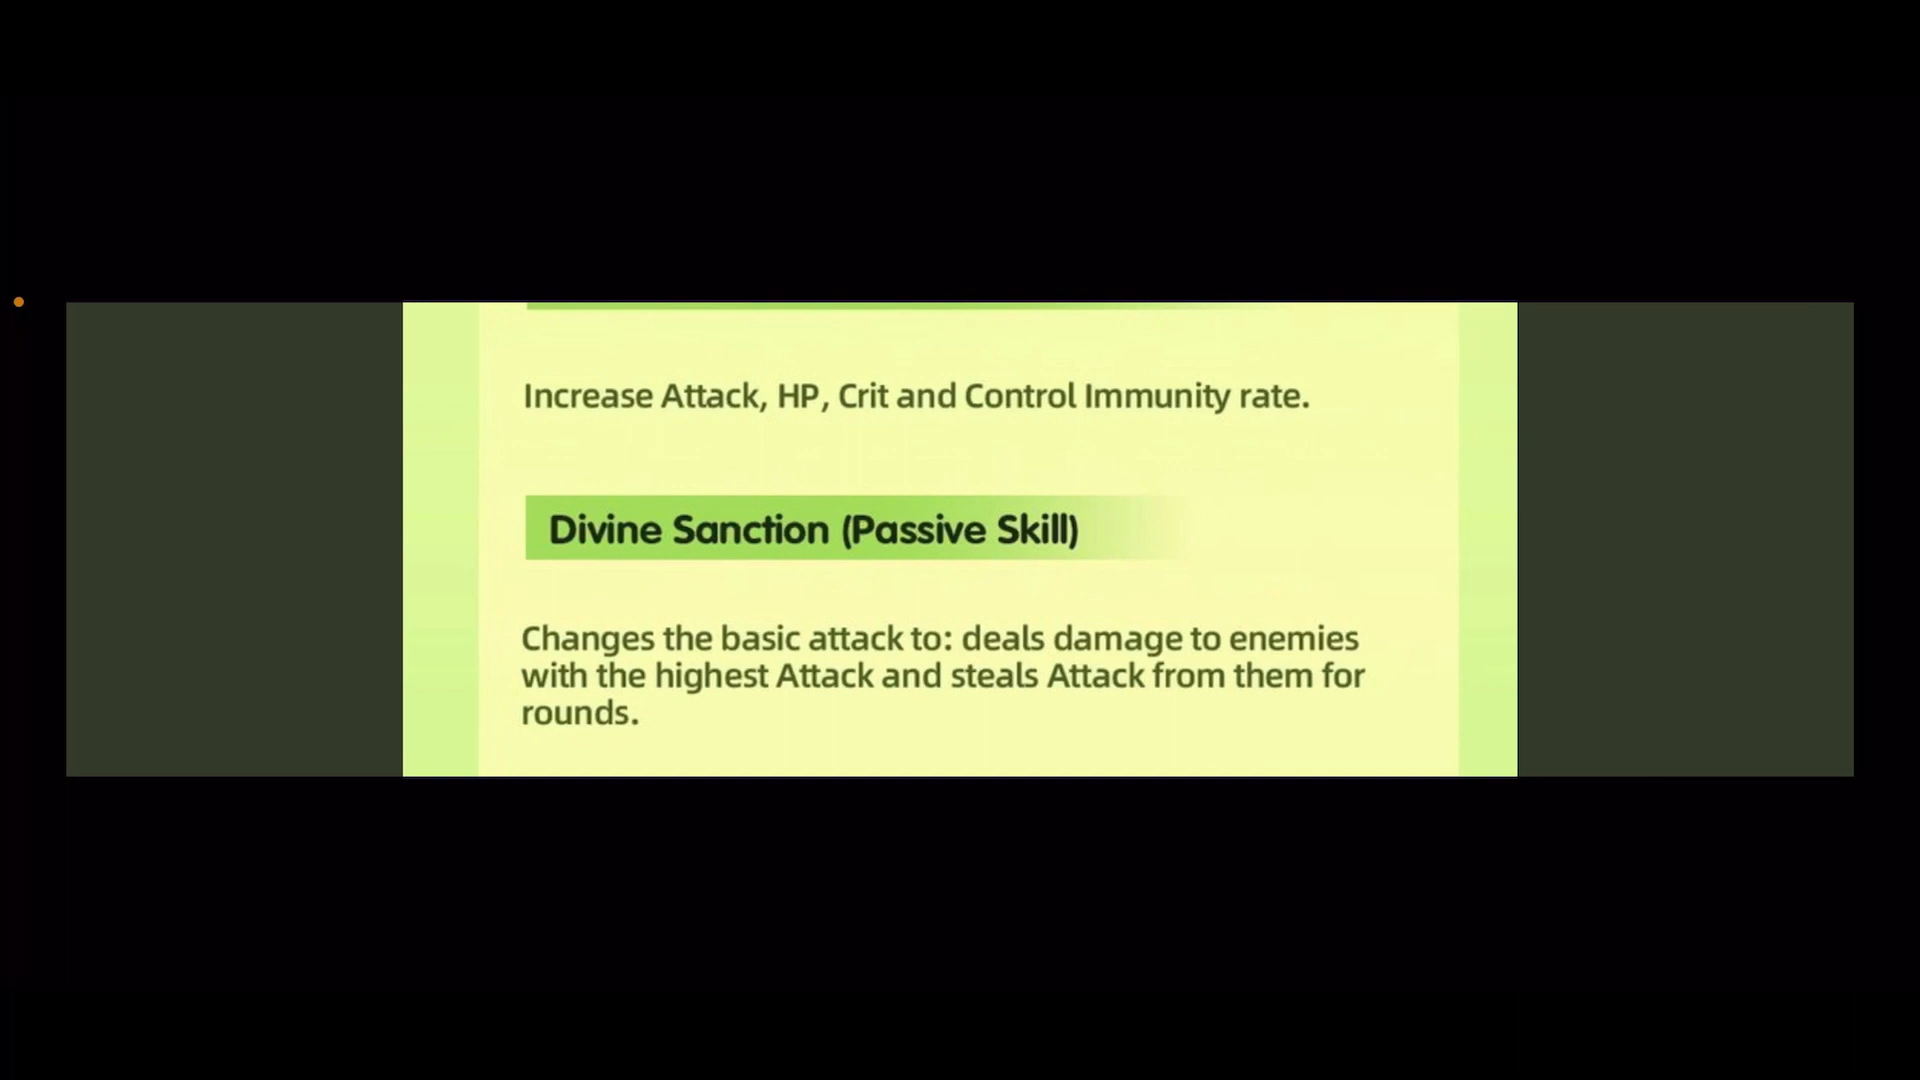 Increase Attack, HP, Crit and Control Immunity rate.
Divine Sanction (Passive Skill)
Changes the basic attack to: deals damage to enemies
with the highest Attack and steals Attack from them for
rounds.